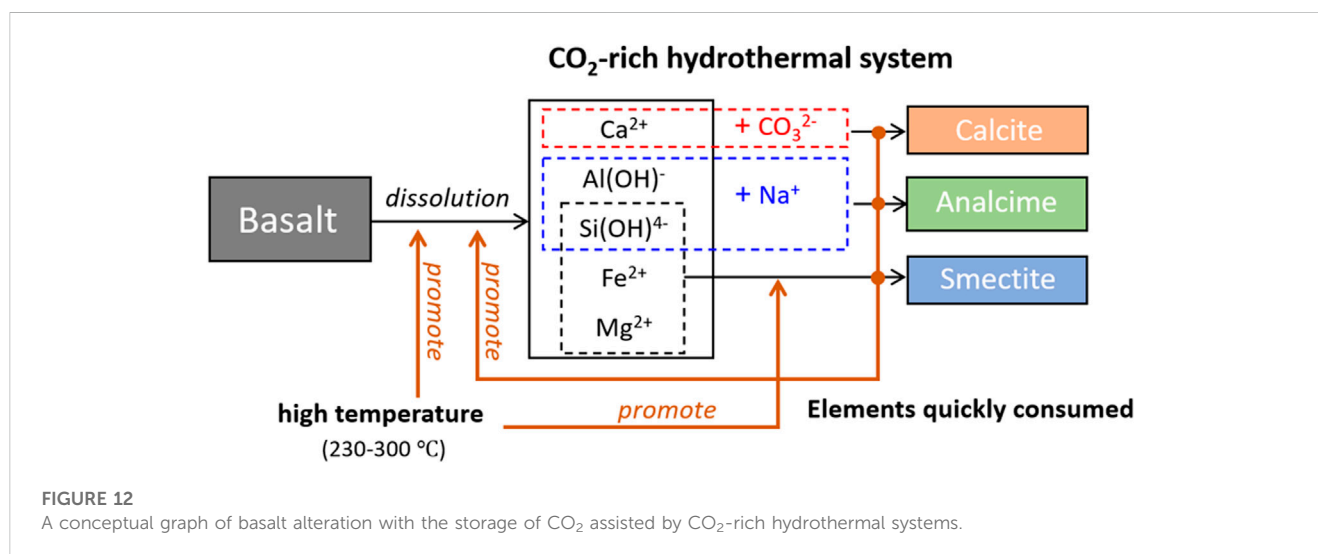 CO₂-rich hydrothermal system
Basalt
dissolution
Ca²⁺
+ CO₃²⁻
Al(OH)⁻
+ Na⁺
Si(OH)⁴⁻
Fe²⁺
Mg²⁺
Calcite
Analcime
Smectite
promote
promote
high temperature
(230-300 ℃)
promote
Elements quickly consumed
FIGURE 12
A conceptual graph of basalt alteration with the storage of CO₂ assisted by CO₂-rich hydrothermal systems.